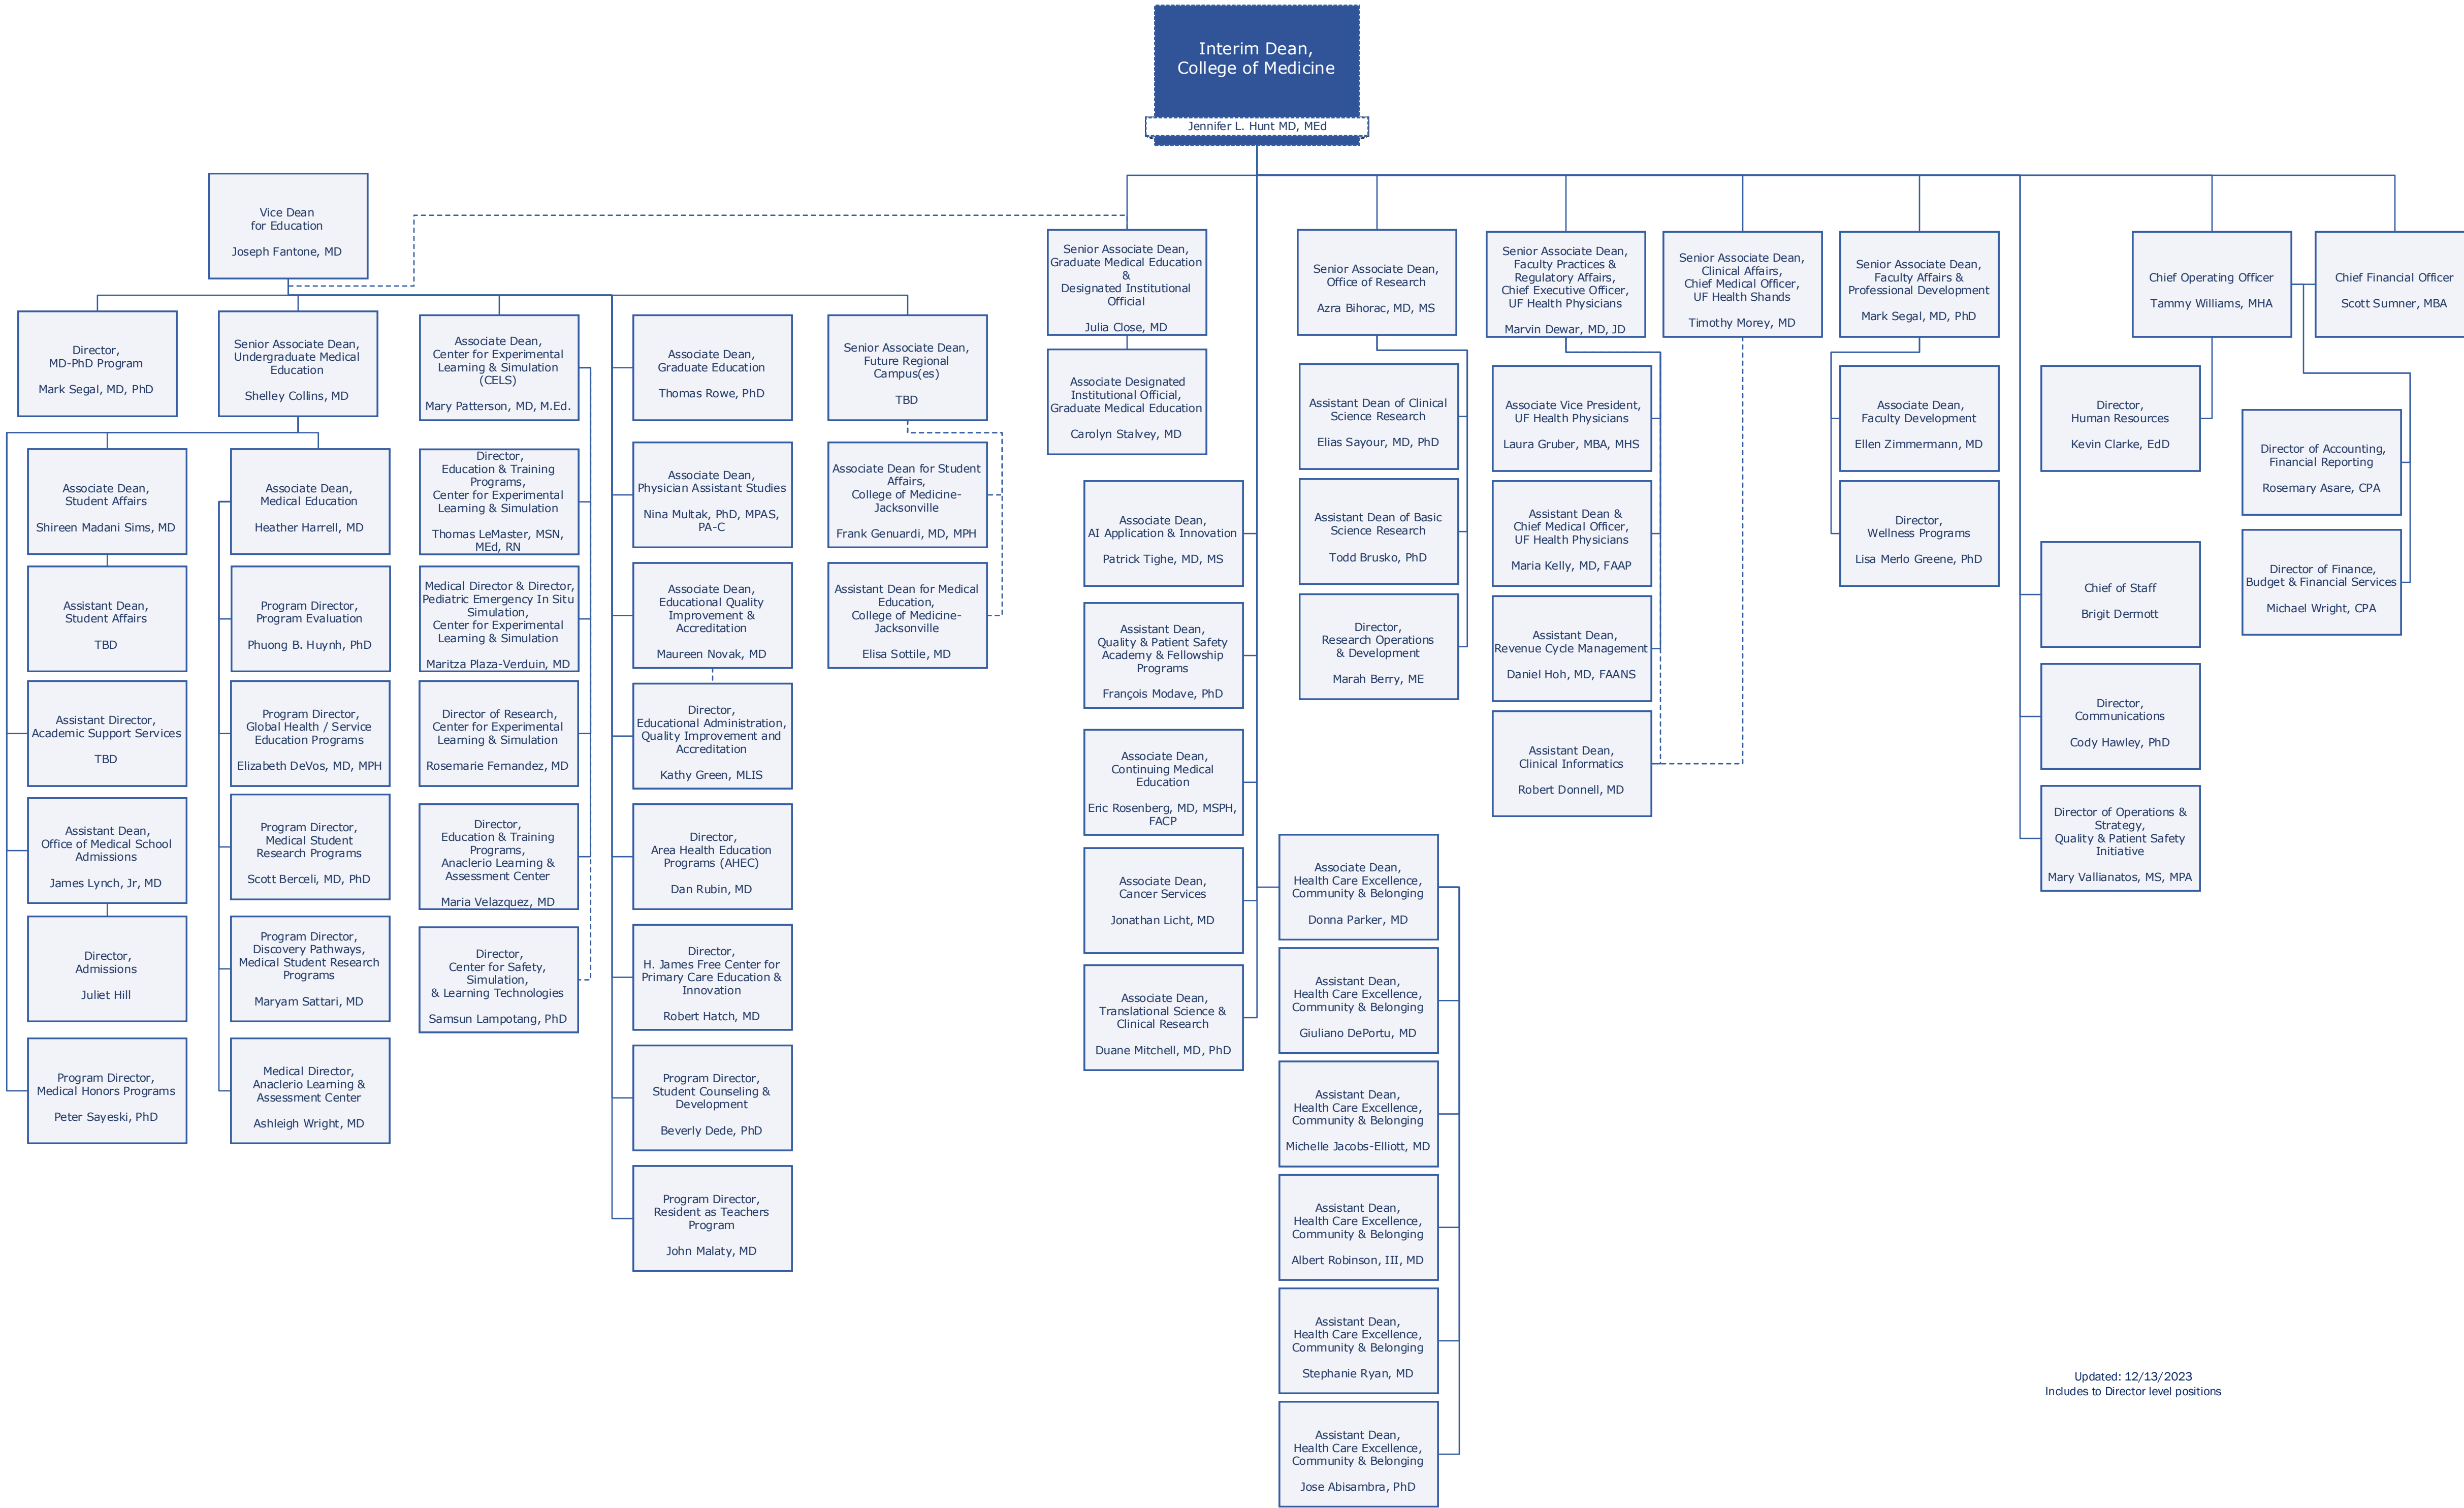 Interim Dean,
College of Medicine
Jennifer L. Hunt MD, MEd
Vice Dean
for Education
Joseph Fantone, MD
Director,
MD-PhD Program
Mark Segal, MD, PhD
Senior Associate Dean,
Undergraduate Medical
Education
Shelley Collins, MD
Associate Dean,
Student Affairs
Shireen Madani Sims, MD
Assistant Dean,
Student Affairs
TBD
Assistant Director,
Academic Support Services
TBD
Assistant Dean,
Office of Medical School
Admissions
James Lynch, Jr, MD
Director,
Admissions
Juliet Hill
Program Director,
Medical Honors Programs
Peter Sayeski, PhD
Associate Dean,
Medical Education
Heather Harrell, MD
Program Director,
Program Evaluation
Phuong B. Huynh, PhD
Program Director,
Global Health / Service
Education Programs
Elizabeth DeVos, MD, MPH
Program Director,
Medical Student
Research Programs
Scott Berceli, MD, PhD
Program Director,
Discovery Pathways,
Medical Student Research
Programs
Maryam Sattari, MD
Medical Director,
Anaclerio Learning &
Assessment Center
Ashleigh Wright, MD
Associate Dean,
Center for Experimental
Learning & Simulation
(CELS)
Mary Patterson, MD, M.Ed.
Director,
Education & Training
Programs,
Center for Experimental
Learning & Simulation
Thomas LeMaster, MSN,
MEd, RN
Medical Director & Director,
Pediatric Emergency In Situ
Simulation,
Center for Experimental
Learning & Simulation
Maritza Plaza-Verduin, MD
Director of Research,
Center for Experimental
Learning & Simulation
Rosemarie Fernandez, MD
Director,
Education & Training
Programs,
Anaclerio Learning &
Assessment Center
Maria Velazquez, MD
Director,
Center for Safety,
Simulation,
& Learning Technologies
Samsun Lampotang, PhD
Associate Dean,
Graduate Education
Thomas Rowe, PhD
Associate Dean,
Physician Assistant Studies
Nina Multak, PhD, MPAS,
PA-C
Associate Dean,
Educational Quality
Improvement &
Accreditation
Maureen Novak, MD
Director,
Educational Administration,
Quality Improvement and
Accreditation
Kathy Green, MLIS
Director,
Area Health Education
Programs (AHEC)
Dan Rubin, MD
Director,
H. James Free Center for
Primary Care Education &
Innovation
Robert Hatch, MD
Program Director,
Student Counseling &
Development
Beverly Dede, PhD
Program Director,
Resident as Teachers
Program
John Malaty, MD
Senior Associate Dean,
Future Regional
Campus(es)
TBD
Associate Dean for Student
Affairs,
College of Medicine-
Jacksonville
Frank Genuardi, MD, MPH
Assistant Dean for Medical
Education,
College of Medicine-
Jacksonville
Elisa Sottile, MD
Senior Associate Dean,
Graduate Medical Education
&
Designated Institutional
Official
Julia Close, MD
Associate Designated
Institutional Official,
Graduate Medical Education
Carolyn Stalvey, MD
Associate Dean,
AI Application & Innovation
Patrick Tighe, MD, MS
Assistant Dean,
Quality & Patient Safety
Academy & Fellowship
Programs
François Modave, PhD
Associate Dean,
Continuing Medical
Education
Eric Rosenberg, MD, MSPH,
FACP
Associate Dean,
Cancer Services
Jonathan Licht, MD
Associate Dean,
Translational Science &
Clinical Research
Duane Mitchell, MD, PhD
Senior Associate Dean,
Office of Research
Azra Bihorac, MD, MS
Assistant Dean of Clinical
Science Research
Elias Sayour, MD, PhD
Assistant Dean of Basic
Science Research
Todd Brusko, PhD
Director,
Research Operations
& Development
Marah Berry, ME
Associate Dean,
Health Care Excellence,
Community & Belonging
Donna Parker, MD
Assistant Dean,
Health Care Excellence,
Community & Belonging
Giuliano DePortu, MD
Assistant Dean,
Health Care Excellence,
Community & Belonging
Michelle Jacobs-Elliott, MD
Assistant Dean,
Health Care Excellence,
Community & Belonging
Albert Robinson, III, MD
Assistant Dean,
Health Care Excellence,
Community & Belonging
Stephanie Ryan, MD
Assistant Dean,
Health Care Excellence,
Community & Belonging
Jose Abisambra, PhD
Senior Associate Dean,
Faculty Practices &
Regulatory Affairs,
Chief Executive Officer,
UF Health Physicians
Marvin Dewar, MD, JD
Associate Vice President,
UF Health Physicians
Laura Gruber, MBA, MHS
Assistant Dean &
Chief Medical Officer,
UF Health Physicians
Maria Kelly, MD, FAAP
Assistant Dean,
Revenue Cycle Management
Daniel Hoh, MD, FAANS
Assistant Dean,
Clinical Informatics
Robert Donnell, MD
Senior Associate Dean,
Clinical Affairs,
Chief Medical Officer,
UF Health Shands
Timothy Morey, MD
Senior Associate Dean,
Faculty Affairs &
Professional Development
Mark Segal, MD, PhD
Associate Dean,
Faculty Development
Ellen Zimmermann, MD
Director,
Wellness Programs
Lisa Merlo Greene, PhD
Chief Operating Officer
Tammy Williams, MHA
Chief Financial Officer
Scott Sumner, MBA
Director,
Human Resources
Kevin Clarke, EdD
Director of Accounting,
Financial Reporting
Rosemary Asare, CPA
Director of Finance,
Budget & Financial Services
Michael Wright, CPA
Chief of Staff
Brigit Dermott
Director,
Communications
Cody Hawley, PhD
Director of Operations &
Strategy,
Quality & Patient Safety
Initiative
Mary Vallianatos, MS, MPA
Updated: 12/13/2023
Includes to Director level positions